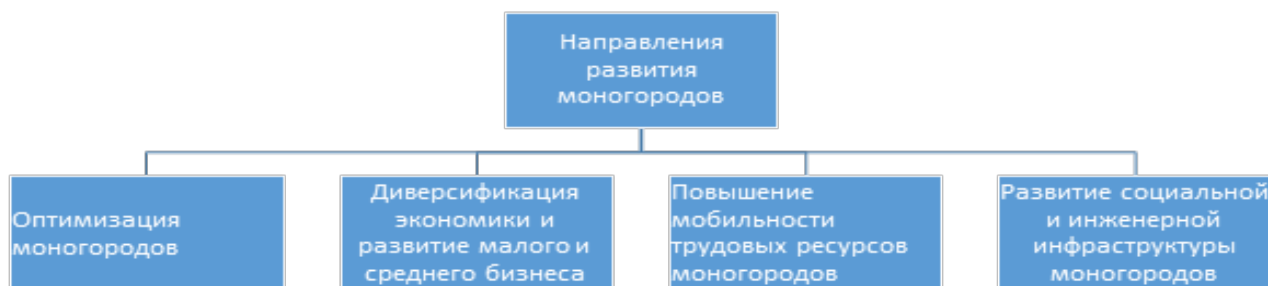 Направления
развития
моногородов
Оптимизация
моногородов
Диверсификация
экономики и
развитие малого и
среднего бизнеса
Повышение
мобильности
трудовых ресурсов
моногородов
Развитие социальной
и инженерной
инфраструктуры
моногородов